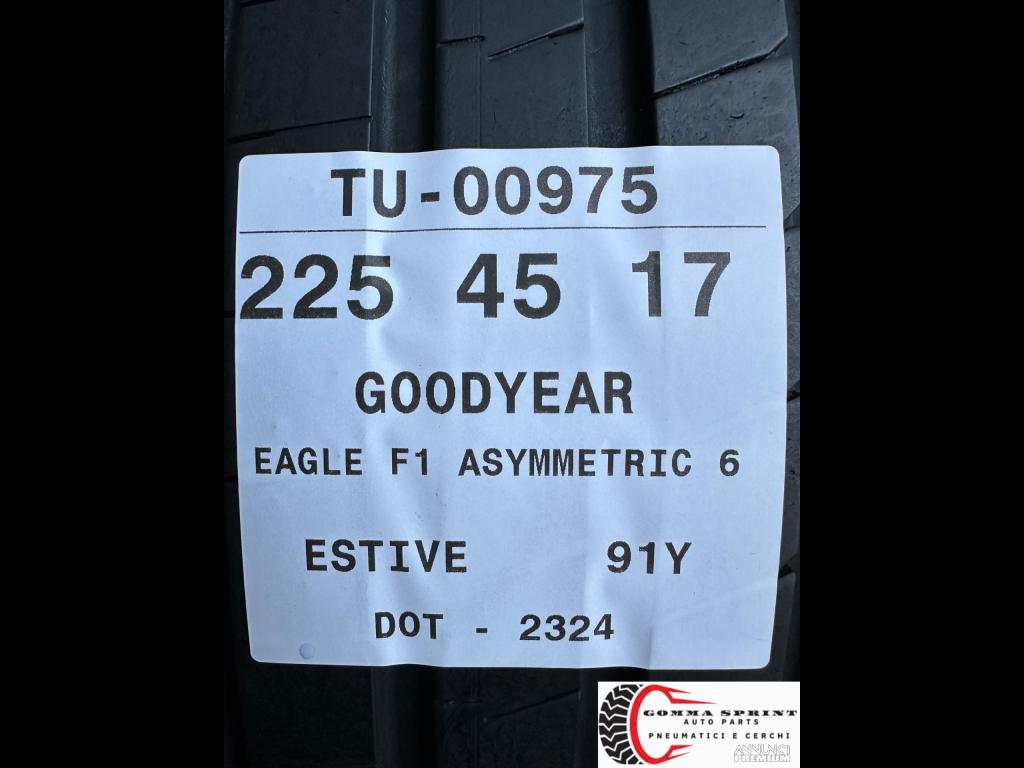 TU-00975
225 45 17
GOODYEAR
EAGLE F1 ASYMMETRIC 6
ESTIVE 91Y
DOT - 2324
GOMMA SPRINT
AUTO PARTS
PNEUMATICI E CERCHI
ANNUNCI
PREMIUM